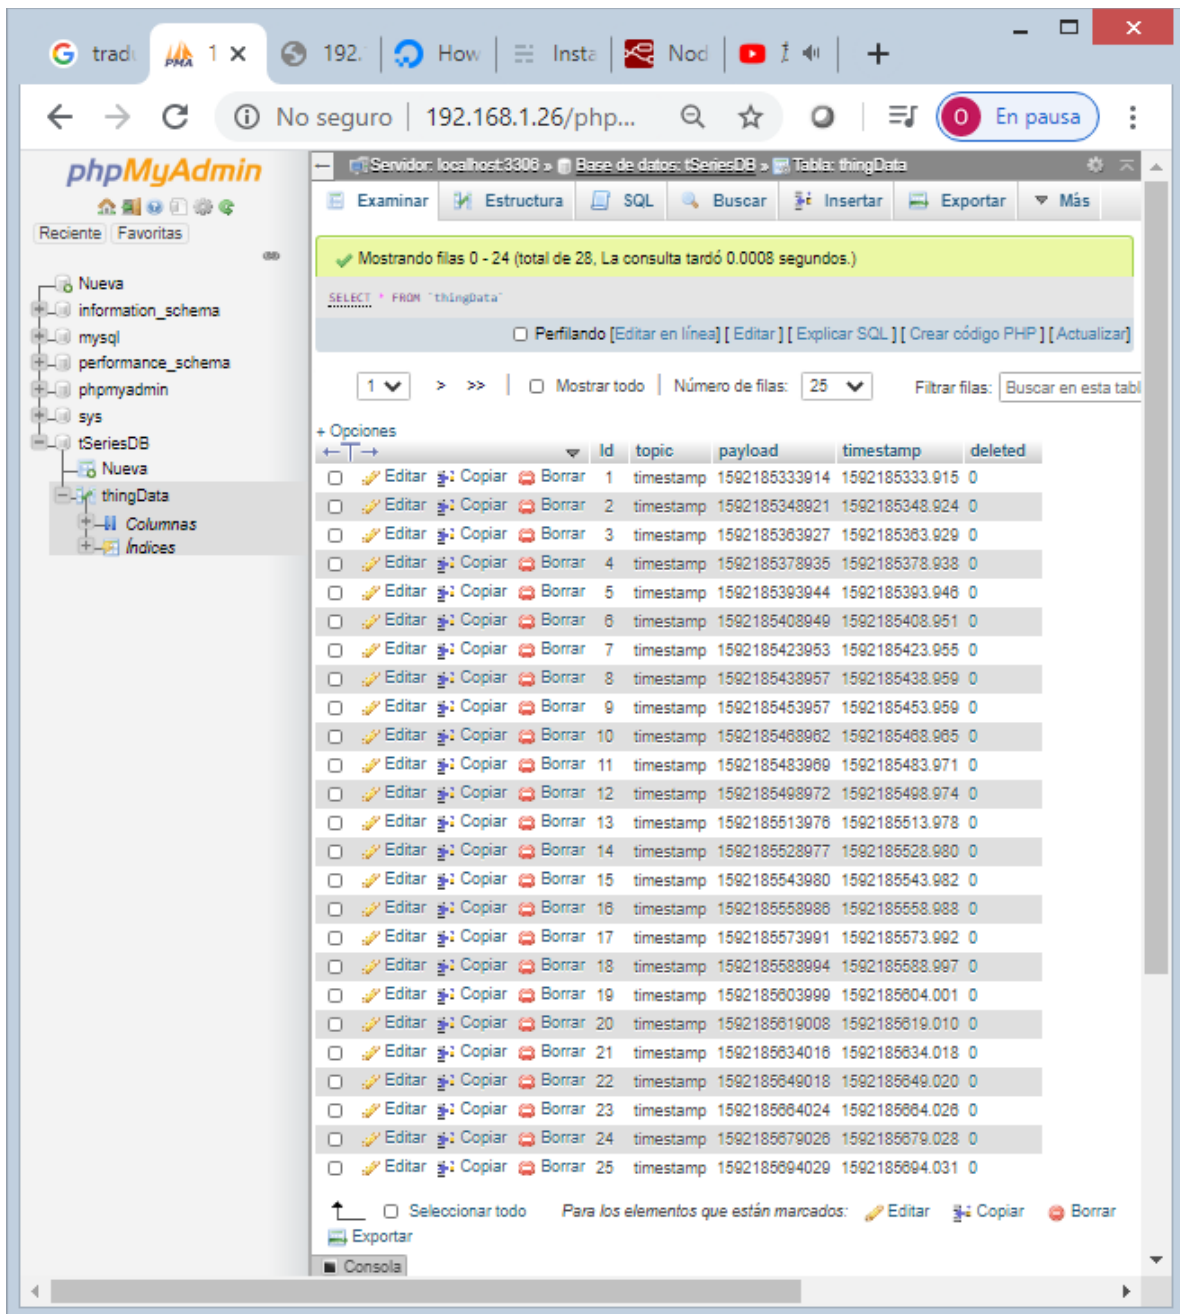 trad 1 192. How Insta Nod
No seguro 192.168.1.26/php... O En pausa
phpMyAdmin
Reciente Favoritas
Nueva
information_schema
mysql
performance_schema
phpmyadmin
sys
tSeriesDB
Nueva
thingData
Columnas
Índices
Servidor: localhost:3306 » Base de datos: tSeriesDB » Tabla: thingData
Examinar Estructura SQL Buscar Insertar Exportar Más
Mostrando filas 0 - 24 (total de 28, La consulta tardó 0.0008 segundos.)
SELECT * FROM `thingData`
Perfilando [Editar en línea] [ Editar ] [ Explicar SQL ] [ Crear código PHP ] [ Actualizar]
1 > >> Mostrar todo Número de filas: 25 Filtrar filas: Buscar en esta tabl
+ Opciones
←T→ Id topic payload timestamp deleted
Editar Copiar Borrar 1 timestamp 1592185333914 1592185333.915 0
Editar Copiar Borrar 2 timestamp 1592185348921 1592185348.924 0
Editar Copiar Borrar 3 timestamp 1592185363927 1592185363.929 0
Editar Copiar Borrar 4 timestamp 1592185378935 1592185378.938 0
Editar Copiar Borrar 5 timestamp 1592185393944 1592185393.946 0
Editar Copiar Borrar 6 timestamp 1592185408949 1592185408.951 0
Editar Copiar Borrar 7 timestamp 1592185423953 1592185423.955 0
Editar Copiar Borrar 8 timestamp 1592185438957 1592185438.959 0
Editar Copiar Borrar 9 timestamp 1592185453957 1592185453.959 0
Editar Copiar Borrar 10 timestamp 1592185468962 1592185468.965 0
Editar Copiar Borrar 11 timestamp 1592185483969 1592185483.971 0
Editar Copiar Borrar 12 timestamp 1592185498972 1592185498.974 0
Editar Copiar Borrar 13 timestamp 1592185513976 1592185513.978 0
Editar Copiar Borrar 14 timestamp 1592185528977 1592185528.980 0
Editar Copiar Borrar 15 timestamp 1592185543980 1592185543.982 0
Editar Copiar Borrar 16 timestamp 1592185558986 1592185558.988 0
Editar Copiar Borrar 17 timestamp 1592185573991 1592185573.992 0
Editar Copiar Borrar 18 timestamp 1592185588994 1592185588.997 0
Editar Copiar Borrar 19 timestamp 1592185603999 1592185604.001 0
Editar Copiar Borrar 20 timestamp 1592185619008 1592185619.010 0
Editar Copiar Borrar 21 timestamp 1592185634016 1592185634.018 0
Editar Copiar Borrar 22 timestamp 1592185649018 1592185649.020 0
Editar Copiar Borrar 23 timestamp 1592185664024 1592185664.026 0
Editar Copiar Borrar 24 timestamp 1592185679026 1592185679.028 0
Editar Copiar Borrar 25 timestamp 1592185694029 1592185694.031 0
Seleccionar todo Para los elementos que están marcados: Editar Copiar Borrar
Exportar
Consola